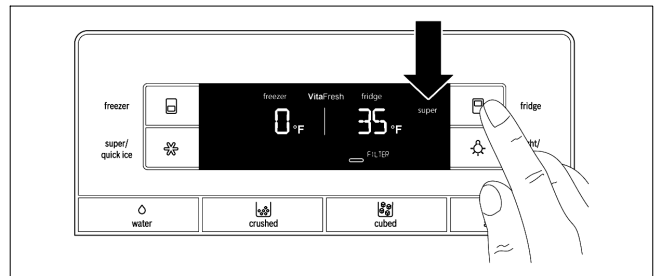 freezer VitaFresh fridge
super
freezer
0 °F
35 °F
fridge
super/
quick ice
FILTER
water
crushed
cubed